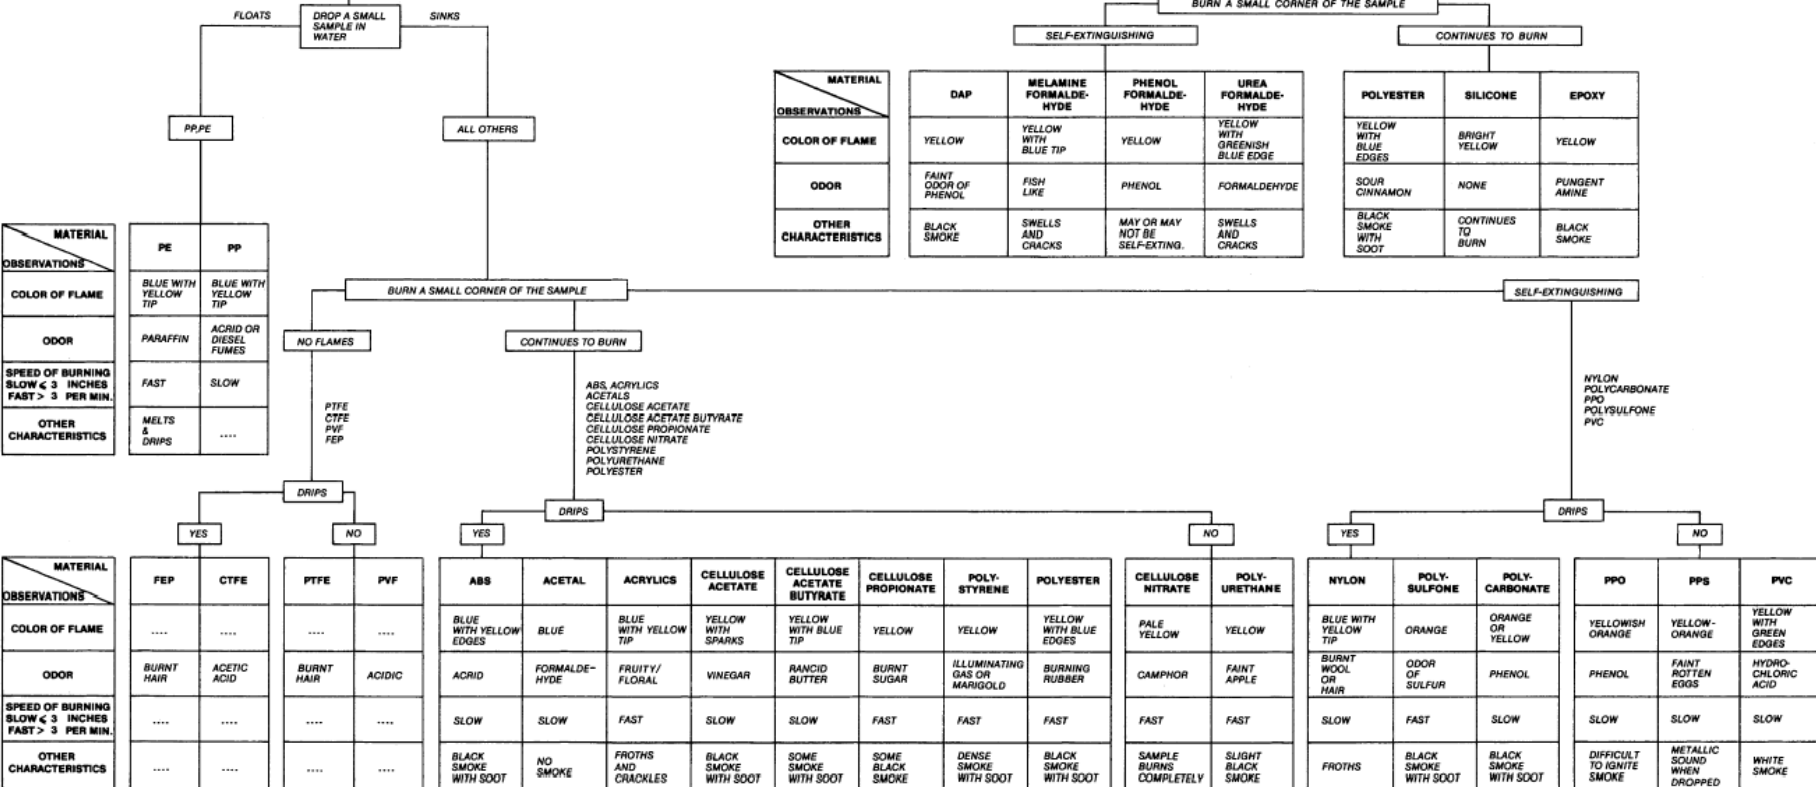 BURN A SMALL CORNER OF THE SAMPLE
FLOATS
DROP A SMALL
SAMPLE IN
WATER
SINKS
SELF-EXTINGUISHING
CONTINUES TO BURN
MATERIAL
OBSERVATIONS
DAP
MELAMINE
FORMALDE-
HYDE
PHENOL
FORMALDE-
HYDE
UREA
FORMALDE-
HYDE
POLYESTER
SILICONE
EPOXY
COLOR OF FLAME
YELLOW
YELLOW
WITH
BLUE TIP
YELLOW
YELLOW
WITH
GREENISH
BLUE EDGE
YELLOW
WITH
BLUE
EDGES
BRIGHT
YELLOW
YELLOW
ODOR
FAINT
ODOR OF
PHENOL
FISH
LIKE
PHENOL
FORMALDEHYDE
SOUR
CINNAMON
NONE
PUNGENT
AMINE
OTHER
CHARACTERISTICS
BLACK
SMOKE
SWELLS
AND
CRACKS
MAY OR MAY
NOT BE
SELF-EXTING.
SWELLS
AND
CRACKS
BLACK
SMOKE
WITH
SOOT
CONTINUES
TO
BURN
BLACK
SMOKE
PP,PE
ALL OTHERS
MATERIAL
OBSERVATIONS
PE
PP
COLOR OF FLAME
BLUE WITH
YELLOW
TIP
BLUE WITH
YELLOW
TIP
ODOR
PARAFFIN
ACRID OR
DIESEL
FUMES
SPEED OF BURNING
SLOW ≤ 3 INCHES
FAST > 3 PER MIN.
FAST
SLOW
OTHER
CHARACTERISTICS
MELTS
&
DRIPS
....
BURN A SMALL CORNER OF THE SAMPLE
SELF-EXTINGUISHING
NO FLAMES
CONTINUES TO BURN
PTFE
CTFE
PVF
FEP
ABS, ACRYLICS
ACETALS
CELLULOSE ACETATE
CELLULOSE ACETATE BUTYRATE
CELLULOSE PROPIONATE
CELLULOSE NITRATE
POLYSTYRENE
POLYURETHANE
POLYESTER
NYLON
POLYCARBONATE
PPO
POLYSULFONE
PVC
DRIPS
DRIPS
DRIPS
YES
NO
YES
NO
YES
NO
MATERIAL
OBSERVATIONS
FEP
CTFE
PTFE
PVF
ABS
ACETAL
ACRYLICS
CELLULOSE
ACETATE
CELLULOSE
ACETATE
BUTYRATE
CELLULOSE
PROPIONATE
POLY-
STYRENE
POLYESTER
CELLULOSE
NITRATE
POLY-
URETHANE
NYLON
POLY-
SULFONE
POLY-
CARBONATE
PPO
PPS
PVC
COLOR OF FLAME
....
....
....
....
BLUE
WITH YELLOW
EDGES
BLUE
BLUE
WITH YELLOW
TIP
YELLOW
WITH
SPARKS
YELLOW
WITH BLUE
TIP
YELLOW
YELLOW
YELLOW
WITH BLUE
EDGES
PALE
YELLOW
YELLOW
BLUE WITH
YELLOW
TIP
ORANGE
ORANGE
OR
YELLOW
YELLOWISH
ORANGE
YELLOW-
ORANGE
YELLOW
WITH
GREEN
EDGES
ODOR
BURNT
HAIR
ACETIC
ACID
BURNT
HAIR
ACIDIC
ACRID
FORMALDE-
HYDE
FRUITY/
FLORAL
VINEGAR
RANCID
BUTTER
BURNT
SUGAR
ILLUMINATING
GAS OR
MARIGOLD
BURNING
RUBBER
CAMPHOR
FAINT
APPLE
BURNT
WOOL
OR
HAIR
ODOR
OF
SULFUR
PHENOL
PHENOL
FAINT
ROTTEN
EGGS
HYDRO-
CHLORIC
ACID
SPEED OF BURNING
SLOW ≤ 3 INCHES
FAST > 3 PER MIN.
....
....
....
....
SLOW
SLOW
FAST
SLOW
SLOW
FAST
FAST
FAST
FAST
FAST
SLOW
FAST
SLOW
SLOW
SLOW
SLOW
OTHER
CHARACTERISTICS
....
....
....
....
BLACK
SMOKE
WITH SOOT
NO
SMOKE
FROTHS
AND
CRACKLES
BLACK
SMOKE
WITH SOOT
SOME
SMOKE
WITH SOOT
SOME
BLACK
SMOKE
DENSE
SMOKE
WITH SOOT
BLACK
SMOKE
WITH SOOT
SAMPLE
BURNS
COMPLETELY
SLIGHT
BLACK
SMOKE
FROTHS
BLACK
SMOKE
WITH SOOT
BLACK
SMOKE
WITH SOOT
DIFFICULT
TO IGNITE
SMOKE
METALLIC
SOUND
WHEN
DROPPED
WHITE
SMOKE